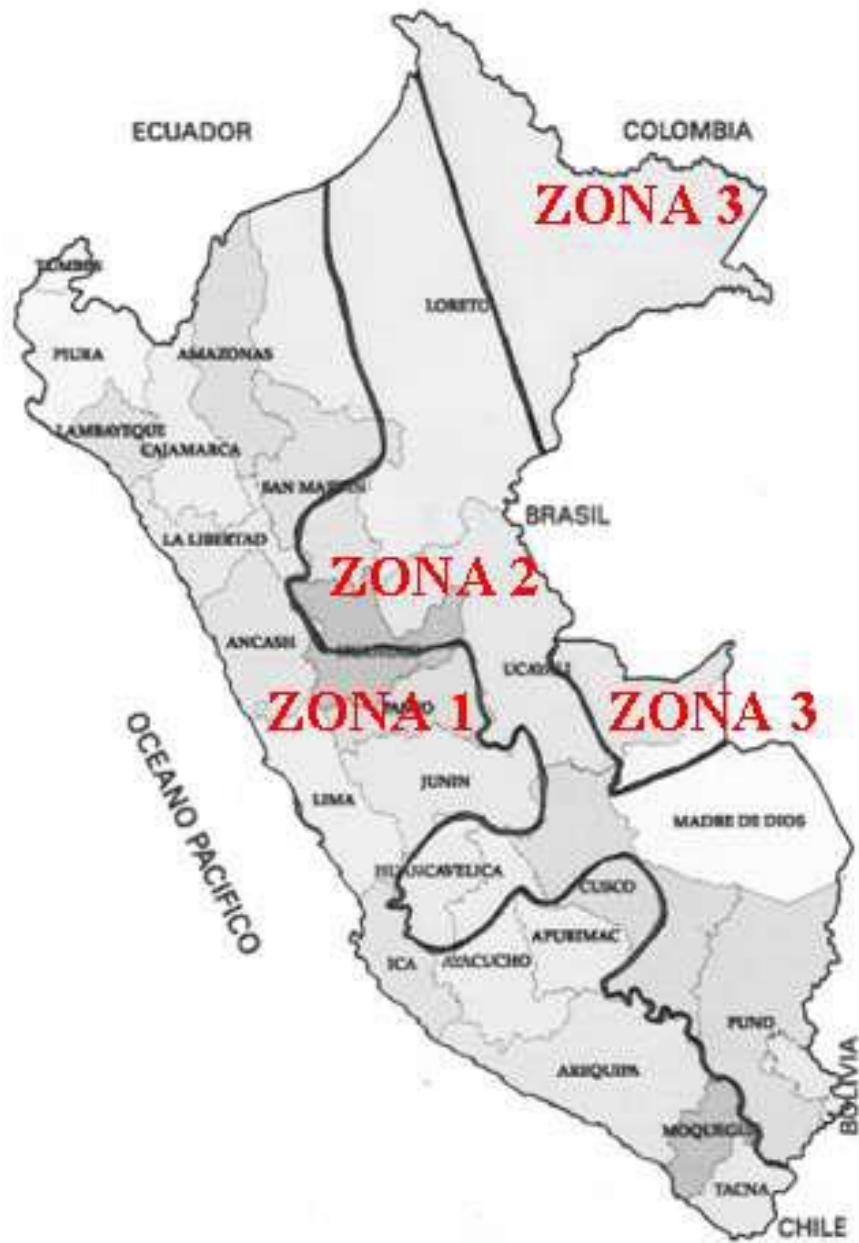 ECUADOR
COLOMBIA
ZONA 3
TUMBES
LORETO
PIURA
AMAZONAS
LAMBAYEQUE
CAJAMARCA
SAN MARTIN
BRASIL
LA LIBERTAD
ZONA 2
ANCASH
UCAYALI
ZONA 1
ZONA 3
OCEANO PACIFICO
LIMA
JUNIN
MADRE DE DIOS
HUANCAVELICA
CUSCO
APURIMAC
ICA
AYACUCHO
PUNO
AREQUIPA
BOLIVIA
MOQUEGUA
TACNA
CHILE